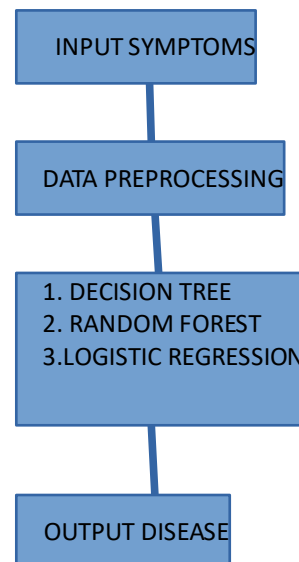 INPUT SYMPTOMS
DATA PREPROCESSING
1. DECISION TREE
2. RANDOM FOREST
3.LOGISTIC REGRESSION
OUTPUT DISEASE